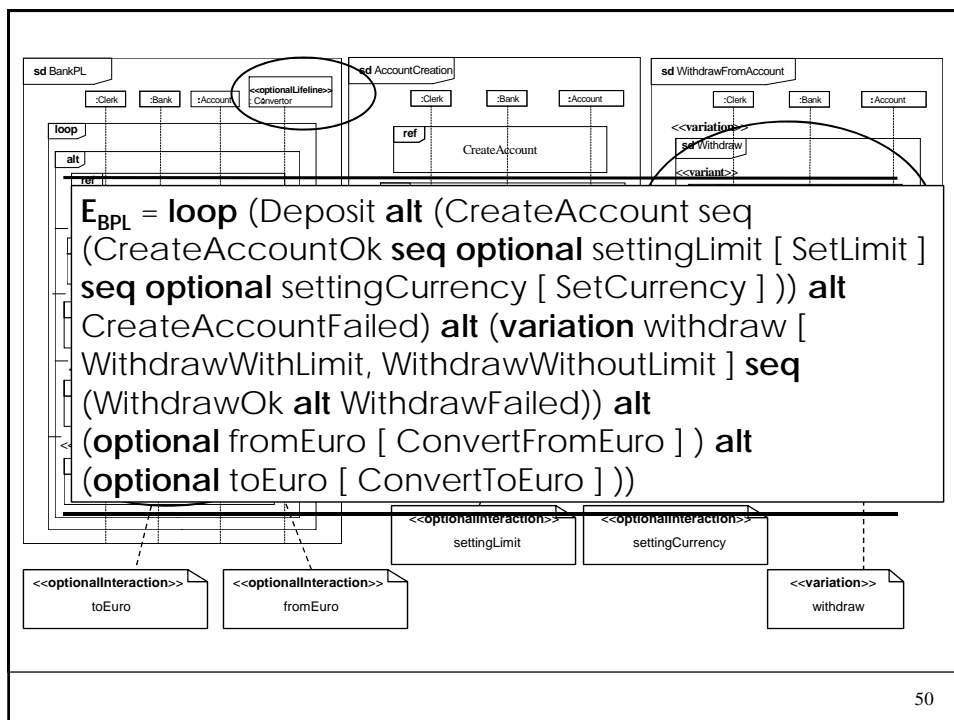 sd BankPL
sd AccountCreation
sd WithdrawFromAccount
:Clerk :Bank :Account
<<optionalLifeline>>
: Convertor
:Clerk :Bank :Account
:Clerk :Bank :Account
loop
alt
ref
ref
CreateAccount
<<variation>>
sd Withdraw
<<variant>>
E_BPL = loop (Deposit alt (CreateAccount seq
(CreateAccountOk seq optional settingLimit [ SetLimit ]
seq optional settingCurrency [ SetCurrency ] )) alt
CreateAccountFailed) alt (variation withdraw [
WithdrawWithLimit, WithdrawWithoutLimit ] seq
(WithdrawOk alt WithdrawFailed)) alt
(optional fromEuro [ ConvertFromEuro ] ) alt
(optional toEuro [ ConvertToEuro ] ))
<<optionalInteraction>>
settingLimit
<<optionalInteraction>>
settingCurrency
<<optionalInteraction>>
toEuro
<<optionalInteraction>>
fromEuro
<<variation>>
withdraw
50